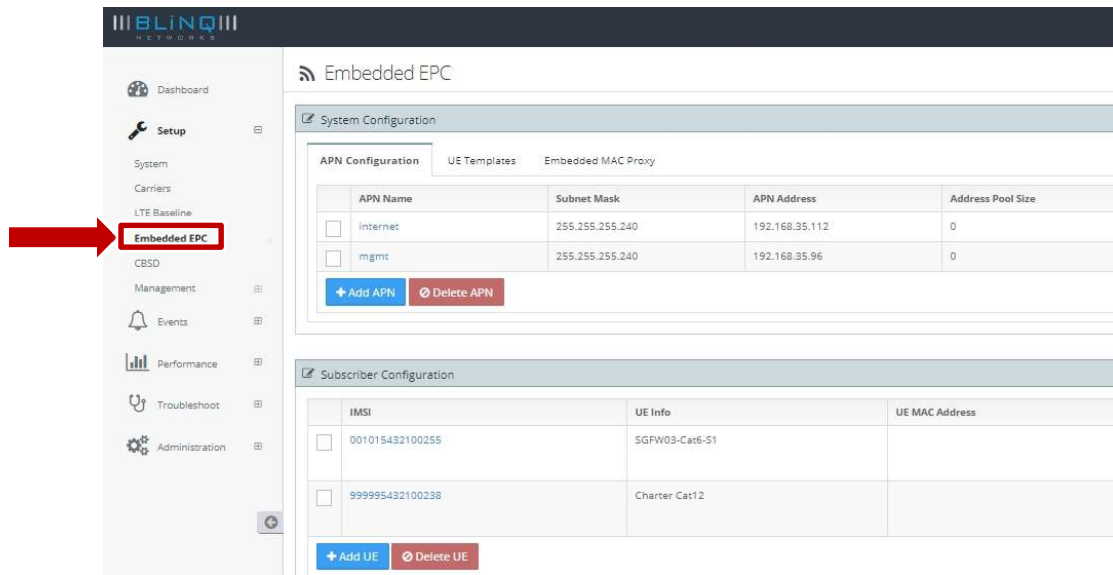 BLiNQ
NETWORKS
Dashboard
Setup
System
Carriers
LTE Baseline
Embedded EPC
CBSD
Management
Events
Performance
Troubleshoot
Administration
Embedded EPC
System Configuration
APN Configuration UE Templates Embedded MAC Proxy
APN Name Subnet Mask APN Address Address Pool Size
internet 255.255.255.240 192.168.35.112 0
mgmt 255.255.255.240 192.168.35.96 0
Add APN Delete APN
Subscriber Configuration
IMSI UE Info UE MAC Address
001015432100255 SGFW03-Cat6-S1
999995432100238 Charter Cat12
Add UE Delete UE